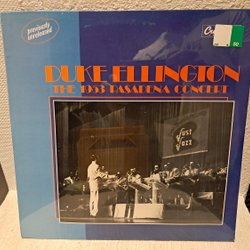 previously
unreleased
DUKE ELLINGTON
THE 1953 PASADENA CONCERT
Just
Jazz